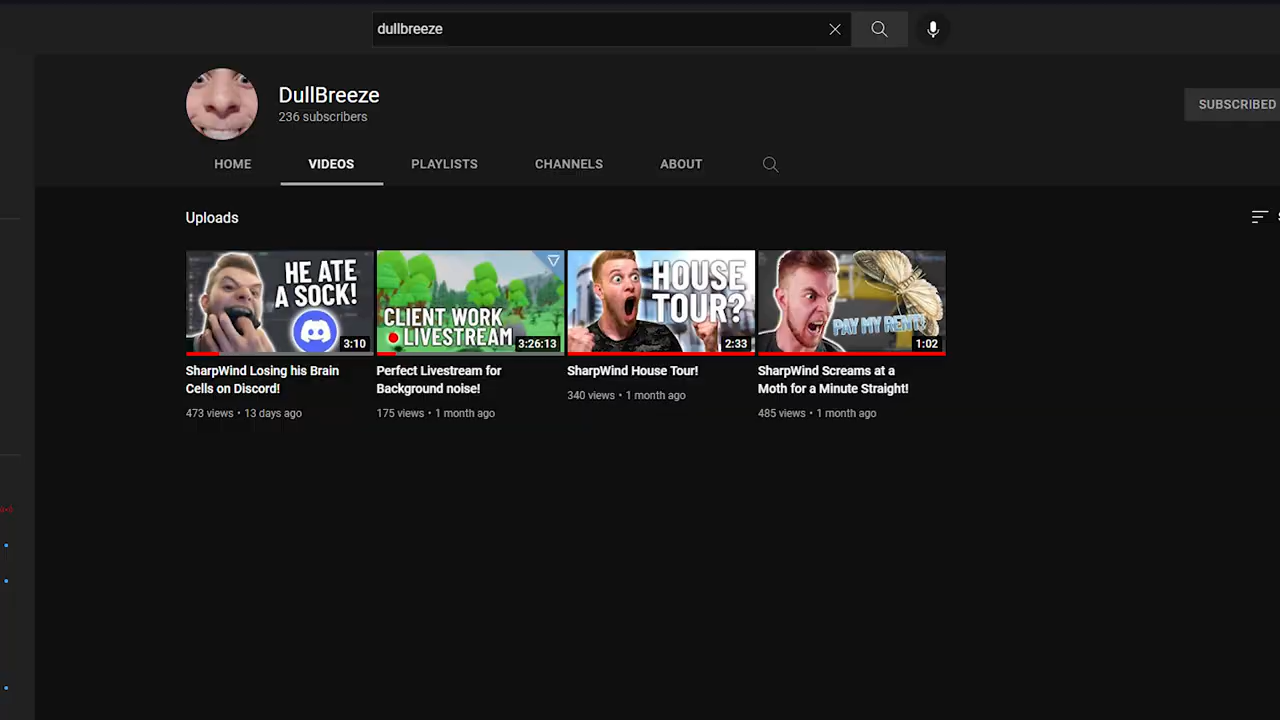 dullbreeze
DullBreeze
236 subscribers
SUBSCRIBED
HOME VIDEOS PLAYLISTS CHANNELS ABOUT
Uploads
HE ATE
A SOCK!
3:10
CLIENT WORK
LIVESTREAM
3:26:13
HOUSE
TOUR?
2:33
PAY MY RENT!
1:02
SharpWind Losing his Brain
Cells on Discord!
473 views • 13 days ago
Perfect Livestream for
Background noise!
175 views • 1 month ago
SharpWind House Tour!
340 views • 1 month ago
SharpWind Screams at a
Moth for a Minute Straight!
485 views • 1 month ago